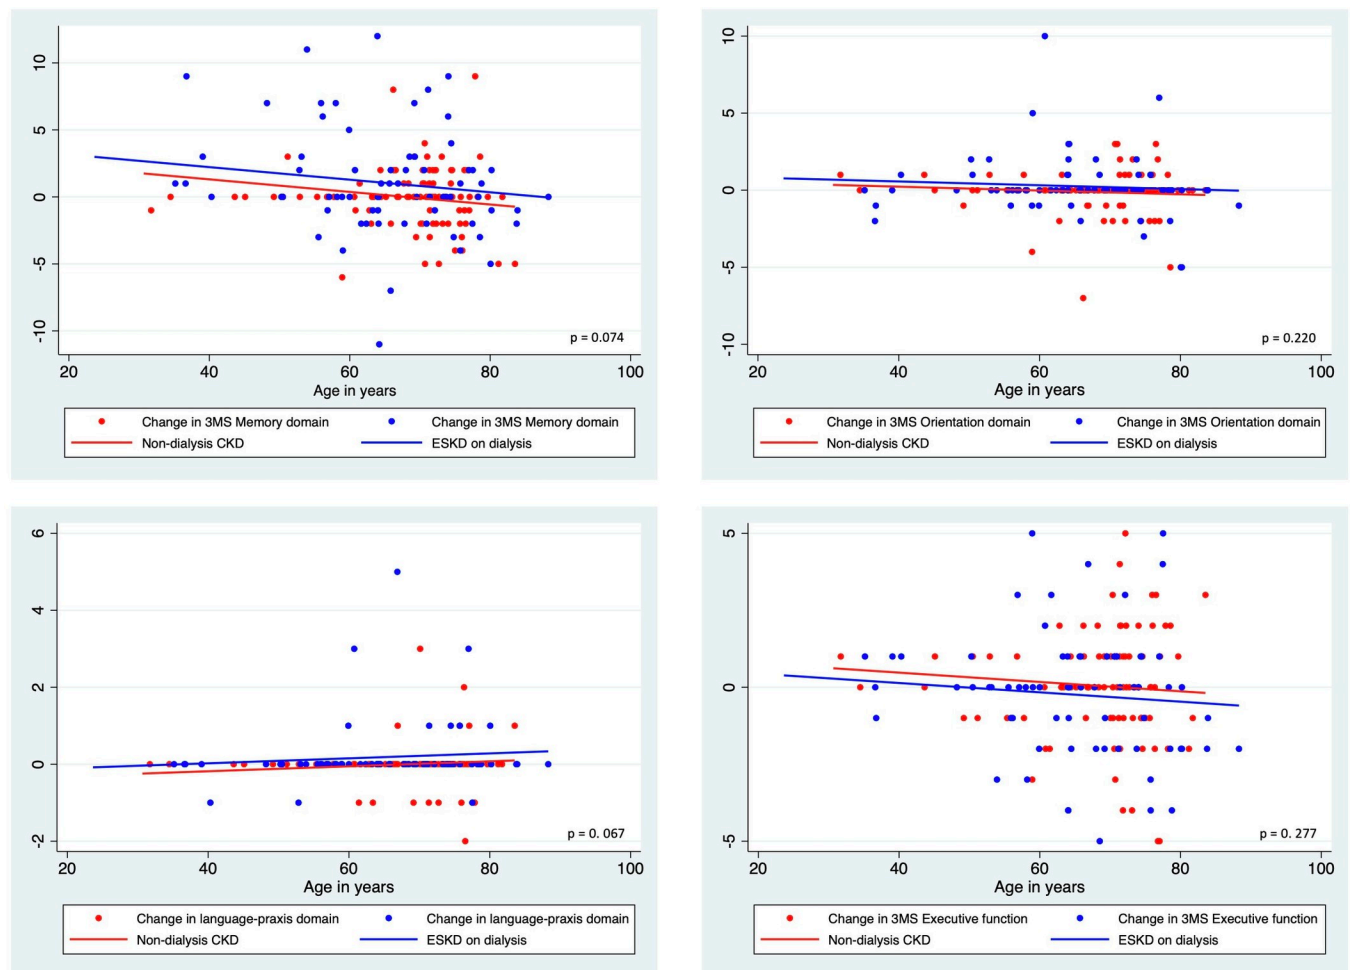 10
5
0
-5
-10
p = 0.074
20 40 60 80 100
Age in years
Change in 3MS Memory domain Change in 3MS Memory domain
Non-dialysis CKD ESKD on dialysis
10
5
0
-5
-10
p = 0.220
20 40 60 80 100
Age in years
Change in 3MS Orientation domain Change in 3MS Orientation domain
Non-dialysis CKD ESKD on dialysis
6
4
2
0
-2
p = 0. 067
20 40 60 80 100
Age in years
Change in language-praxis domain Change in language-praxis domain
Non-dialysis CKD ESKD on dialysis
5
0
-5
p = 0. 277
20 40 60 80 100
Age in years
Change in 3MS Executive function Change in 3MS Executive function
Non-dialysis CKD ESKD on dialysis